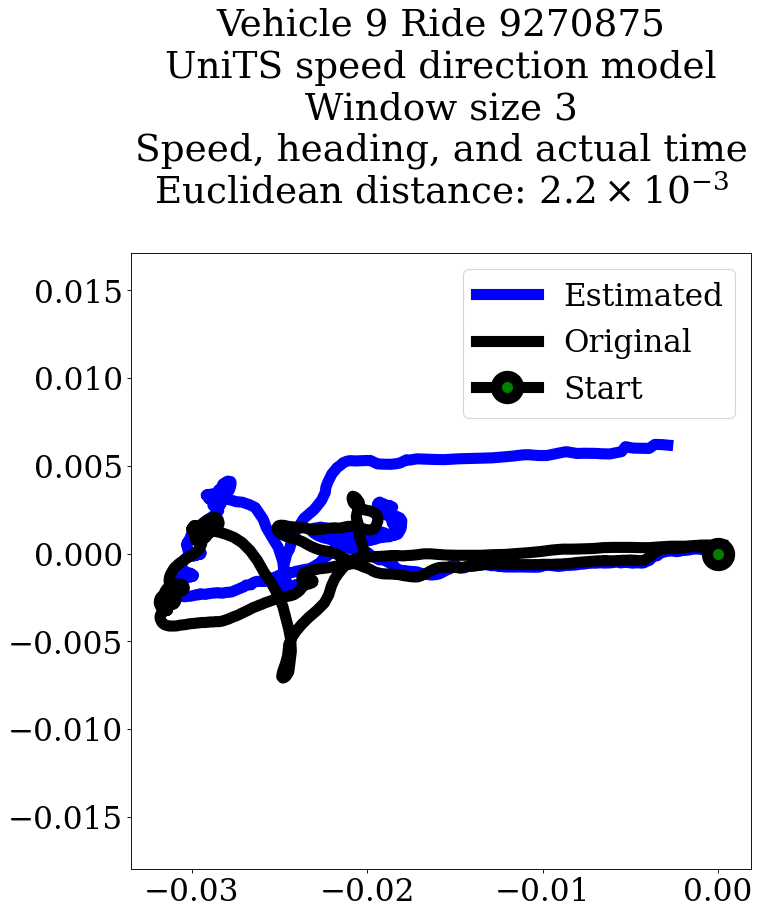 Vehicle 9 Ride 9270875
UniTS speed direction model
Window size 3
Speed, heading, and actual time
Euclidean distance: 2.2 × 10⁻³
Estimated
Original
Start
0.015
0.010
0.005
0.000
−0.005
−0.010
−0.015
−0.03
−0.02
−0.01
0.00